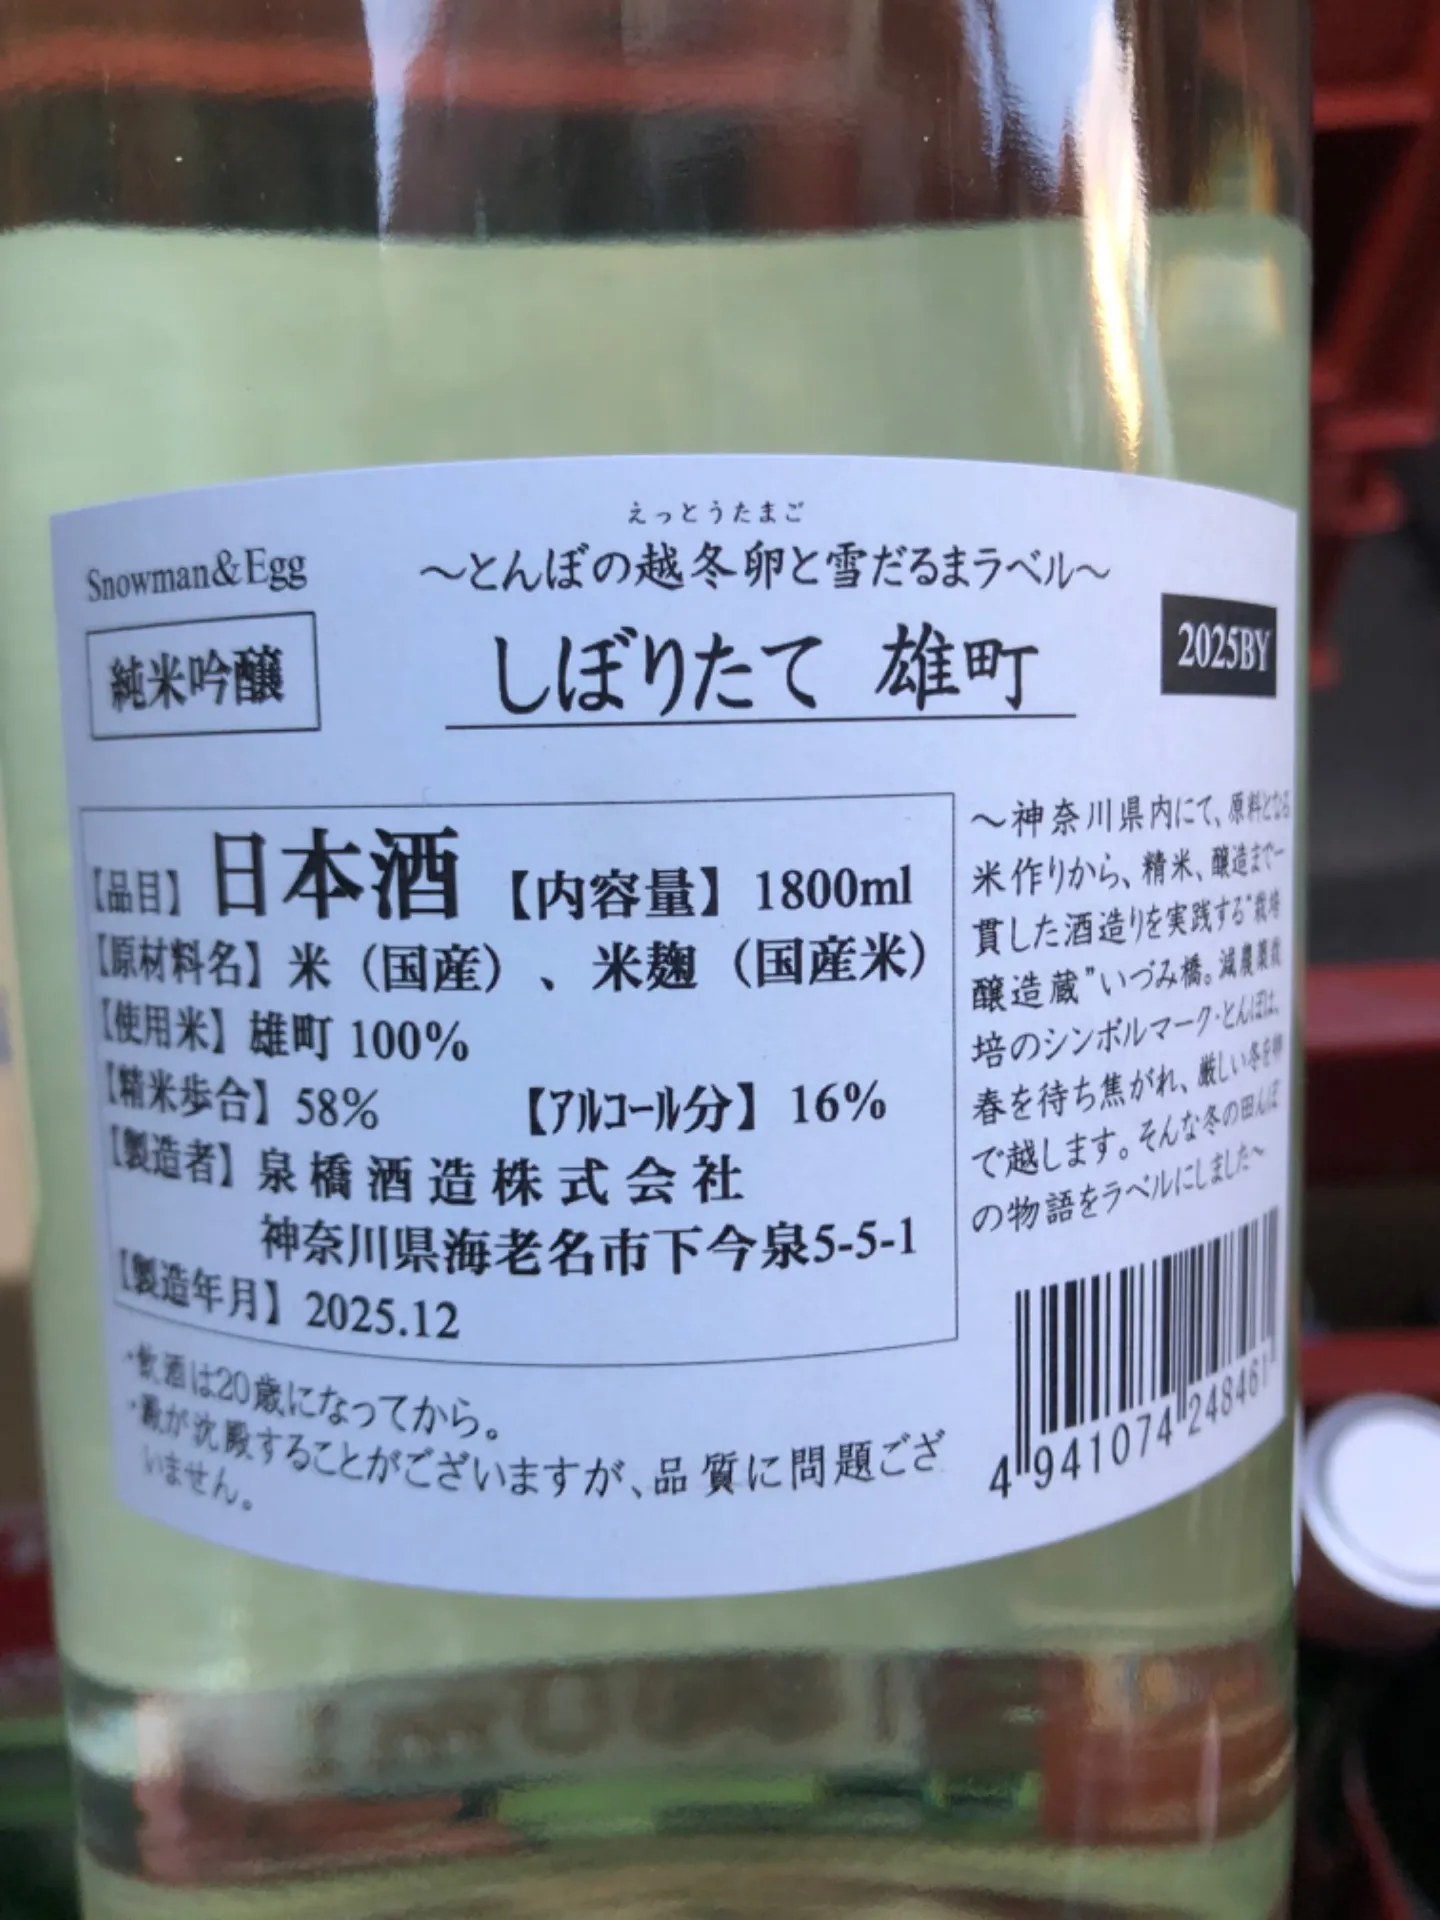 えっとうたまご
Snowman&Egg
～とんぼの越冬卵と雪だるまラベル～
純米吟醸
しぼりたて 雄町
2025BY
【品目】日本酒 【内容量】1800ml
【原材料名】米（国産）、米麹（国産米）
【使用米】雄町 100%
【精米歩合】58% 【アルコール分】16%
【製造者】泉橋酒造株式会社
神奈川県海老名市下今泉5-5-1
【製造年月】2025.12
～神奈川県内にて、原料となる
米作りから、精米、醸造まで一
貫した酒造りを実践する"栽培
醸造蔵"いづみ橋。減農薬栽
培のシンボルマーク・とんぼは、
春を待ち焦がれ、厳しい冬を卵
で越します。そんな冬の田んぼ
の物語をラベルにしました～
・飲酒は20歳になってから。
・澱が沈殿することがございますが、品質に問題ござ
いません。
4941074248461